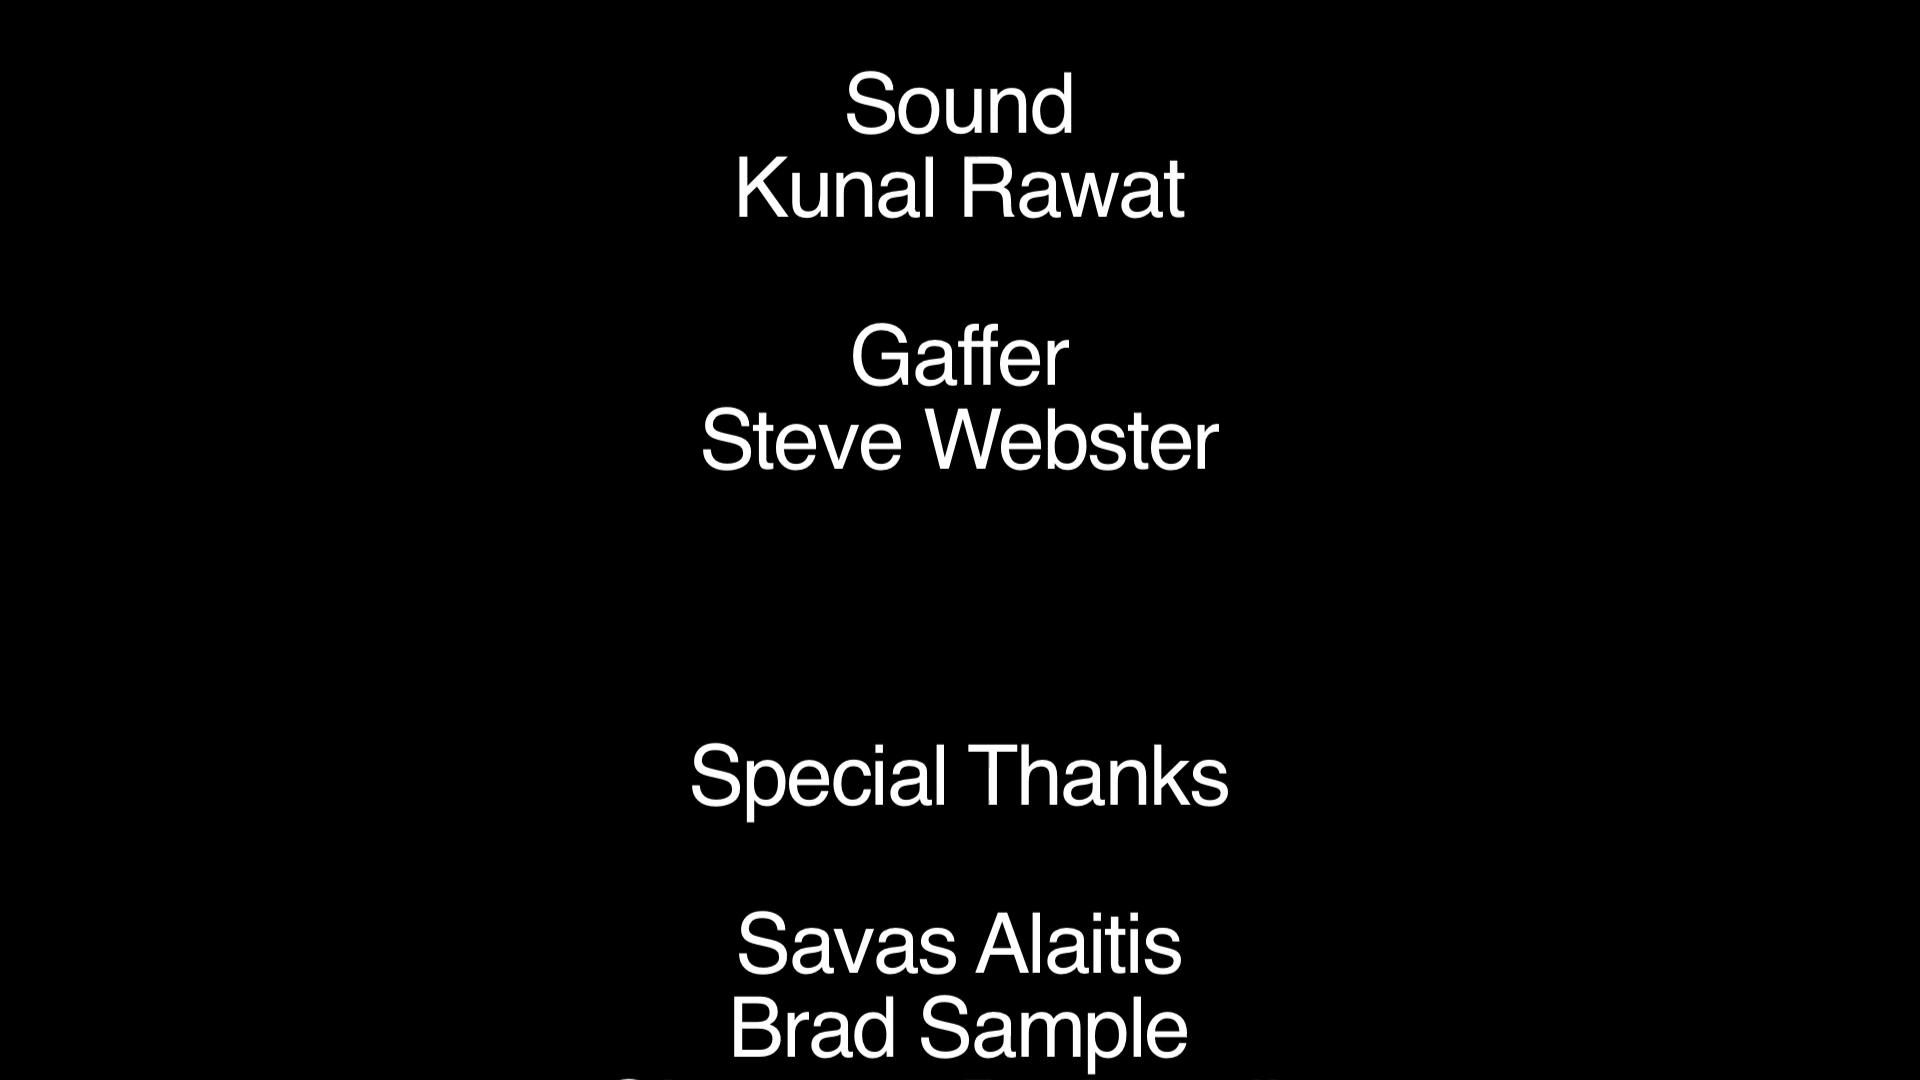 Sound
Kunal Rawat
Gaffer
Steve Webster
Special Thanks
Savas Alaitis
Brad Sample